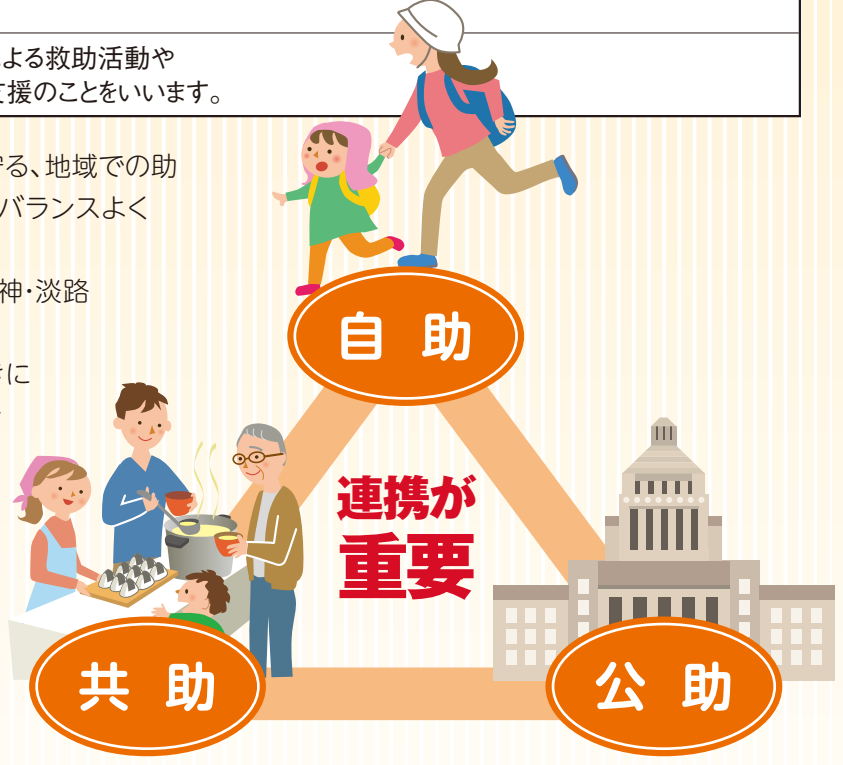 よる救助活動や
支援のことをいいます。
守る、地域での助
バランスよく
神・淡路
に
自 助
連携が
重要
共 助
公 助